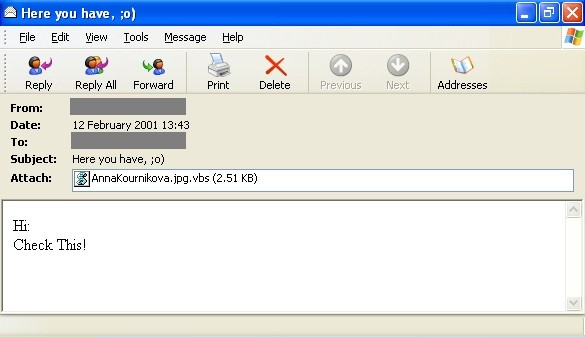 Here you have, ;o)
File Edit View Tools Message Help
Reply Reply All Forward Print Delete Previous Next Addresses
From:
Date: 12 February 2001 13:43
To:
Subject: Here you have, ;o)
Attach: AnnaKournikova.jpg.vbs (2.51 KB)
Hi:
Check This!